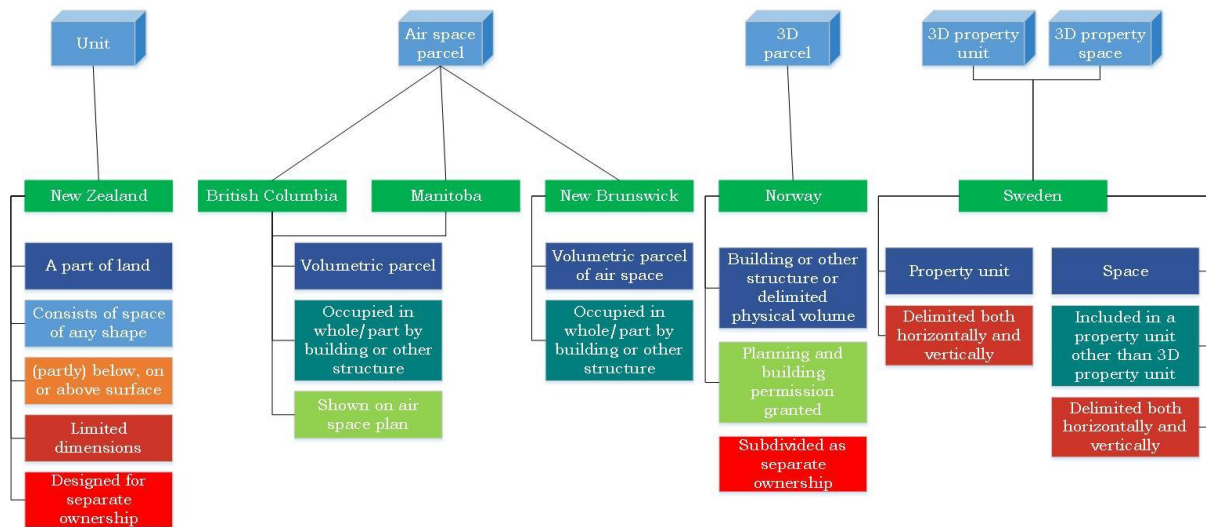 Unit
Air space
parcel
3D
parcel
3D property
unit
3D property
space
New Zealand
British Columbia
Manitoba
New Brunswick
Norway
Sweden
A part of land
Consists of space
of any shape
(partly) below, on
or above surface
Limited
dimensions
Designed for
separate
ownership
Volumetric parcel
Occupied in
whole/part by
building or other
structure
Shown on air
space plan
Volumetric parcel
of air space
Occupied in
whole/part by
building or other
structure
Building or other
structure or
delimited
physical volume
Planning and
building
permission
granted
Subdivided as
separate
ownership
Property unit
Delimited both
horizontally and
vertically
Space
Included in a
property unit
other than 3D
property unit
Delimited both
horizontally and
vertically